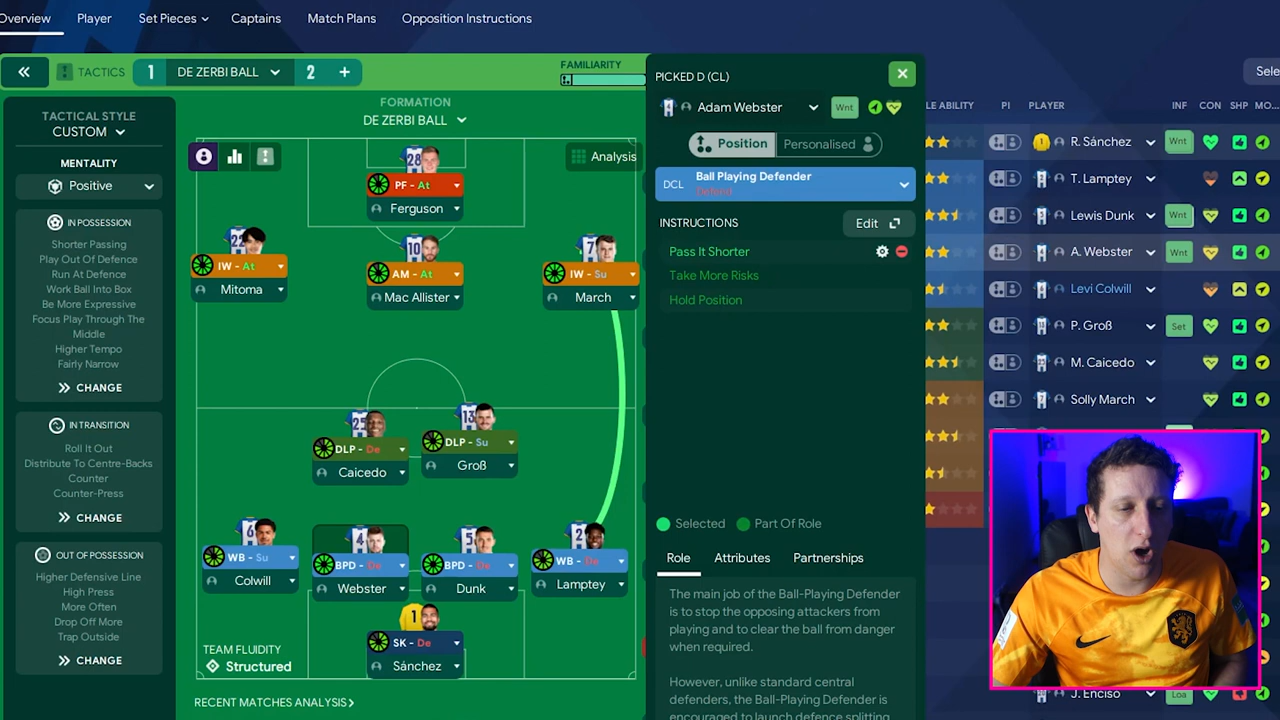 Overview
Player
Set Pieces
Captains
Match Plans
Opposition Instructions
TACTICS
1
DE ZERBI BALL
2
+
FAMILIARITY
TACTICAL STYLE
CUSTOM
MENTALITY
Positive
IN POSSESSION
Shorter Passing
Play Out Of Defence
Run At Defence
Work Ball Into Box
Be More Expressive
Focus Play Through The
Middle
Higher Tempo
Fairly Narrow
CHANGE
IN TRANSITION
Roll It Out
Distribute To Centre-Backs
Counter
Counter-Press
CHANGE
OUT OF POSSESSION
Higher Defensive Line
High Press
More Often
Drop Off More
Trap Outside
CHANGE
FORMATION
DE ZERBI BALL
Analysis
28
PF - At
Ferguson
22
IW - At
Mitoma
10
AM - At
Mac Allister
7
IW - Su
March
25
DLP - De
Caicedo
13
DLP - Su
Groß
6
WB - Su
Colwill
4
BPD - De
Webster
5
BPD - De
Dunk
2
WB - De
Lamptey
1
SK - De
Sánchez
TEAM FLUIDITY
Structured
RECENT MATCHES ANALYSIS
PICKED D (CL)
Adam Webster
Wnt
Position
Personalised
DCL
Ball Playing Defender
Defend
INSTRUCTIONS
Edit
Pass It Shorter
Take More Risks
Hold Position
Selected
Part Of Role
Role
Attributes
Partnerships
The main job of the Ball-Playing Defender
is to stop the opposing attackers from
playing and to clear the ball from danger
when required.
However, unlike standard central
defenders, the Ball-Playing Defender is
encouraged to launch defence splitting
Sele
LE ABILITY
PI
PLAYER
INF
CON
SHP
MO...
1
R. Sánchez
Wnt
T. Lamptey
Lewis Dunk
Wnt
A. Webster
Wnt
Levi Colwill
P. Groß
Set
M. Caicedo
Solly March
J. Enciso
Loa